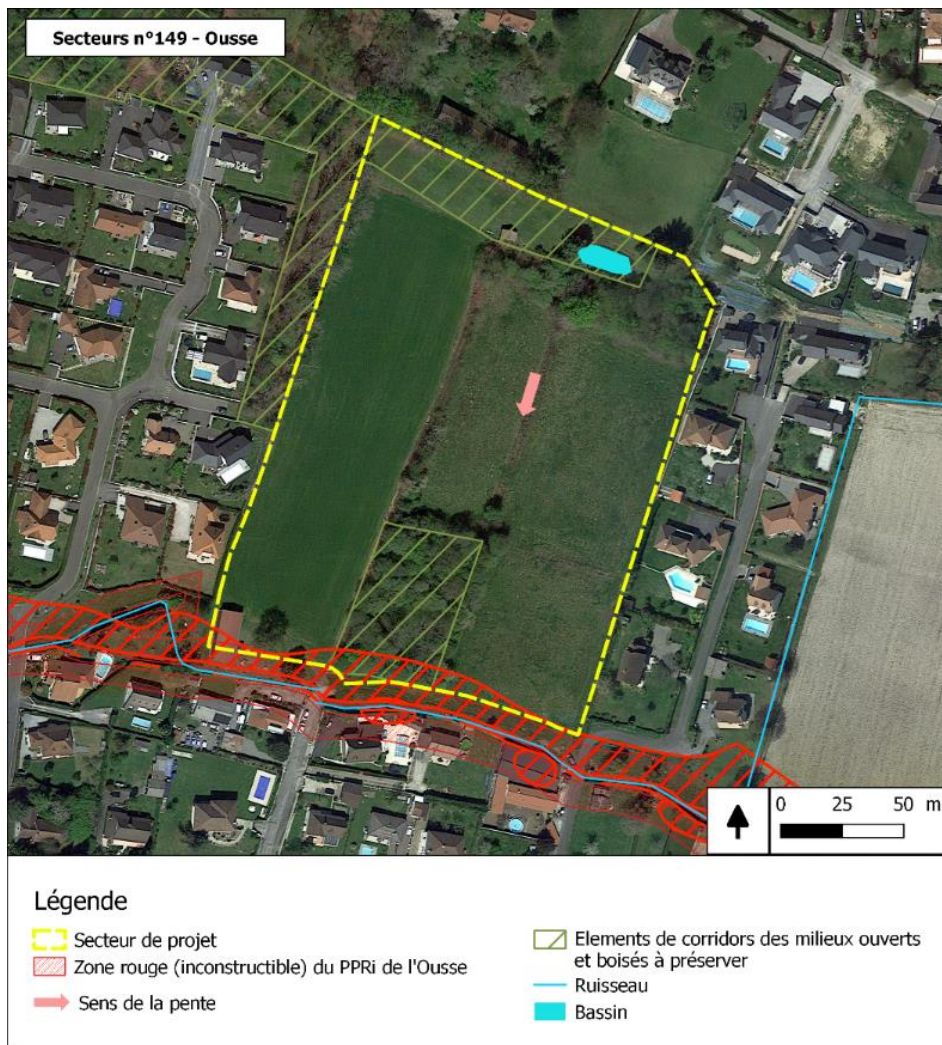 Secteurs n°149 - Ousse
0 25 50 m
Légende
Secteur de projet
Zone rouge (inconstructible) du PPRi de l'Ousse
Sens de la pente
Elements de corridors des milieux ouverts
et boisés à préserver
Ruisseau
Bassin